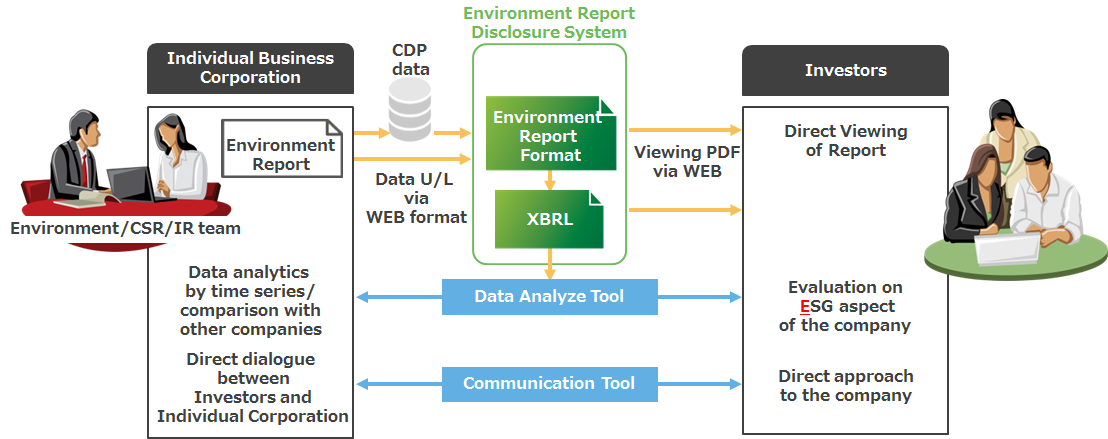 Environment Report
Disclosure System
Individual Business
Corporation
CDP
data
Investors
Environment
Report
Environment
Report
Format
Direct Viewing
of Report
Viewing PDF
via WEB
Data U/L
via
WEB format
XBRL
Environment/CSR/IR team
Data analytics
by time series/
comparison with
other companies
Data Analyze Tool
Evaluation on
ESG aspect
of the company
Direct dialogue
between
Investors and
Individual Corporation
Communication Tool
Direct approach
to the company